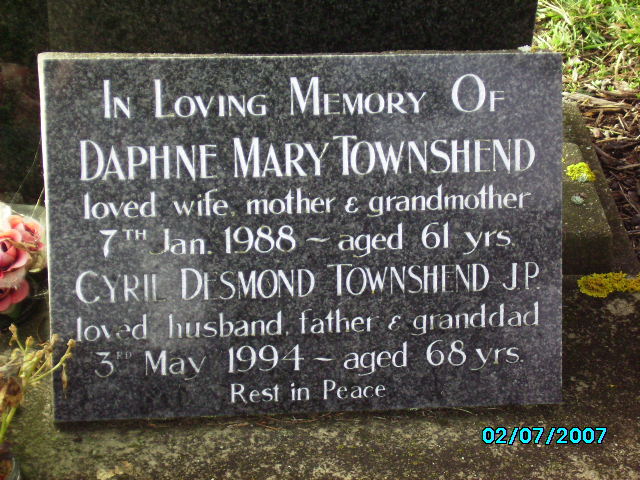 In Loving Memory Of
DAPHNE MARY TOWNSHEND
loved wife, mother & grandmother
7TH Jan. 1988 ~ aged 61 yrs.
CYRIL DESMOND TOWNSHEND J.P.
loved husband, father & granddad
3RD May 1994 ~ aged 68 yrs.
Rest in Peace
02/07/2007